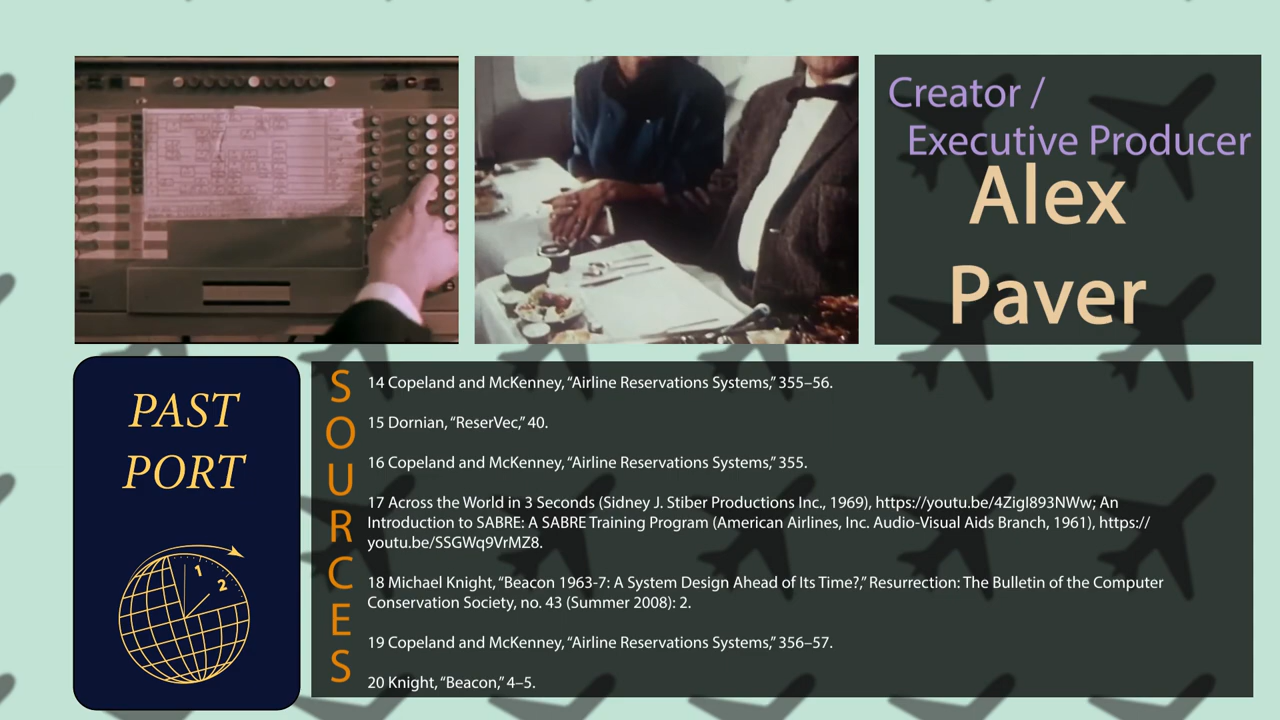 Creator /
Executive Producer
Alex
Paver
PAST
PORT
1
2
SOURCES
14 Copeland and McKenney, “Airline Reservations Systems,” 355–56.
15 Dornian, “ReserVec,” 40.
16 Copeland and McKenney, “Airline Reservations Systems,” 355.
17 Across the World in 3 Seconds (Sidney J. Stiber Productions Inc., 1969), https://youtu.be/4ZigI893NWw; An
Introduction to SABRE: A SABRE Training Program (American Airlines, Inc. Audio-Visual Aids Branch, 1961), https://
youtu.be/SSGWq9VrMZ8.
18 Michael Knight, “Beacon 1963-7: A System Design Ahead of Its Time?,” Resurrection: The Bulletin of the Computer
Conservation Society, no. 43 (Summer 2008): 2.
19 Copeland and McKenney, “Airline Reservations Systems,” 356–57.
20 Knight, “Beacon,” 4–5.